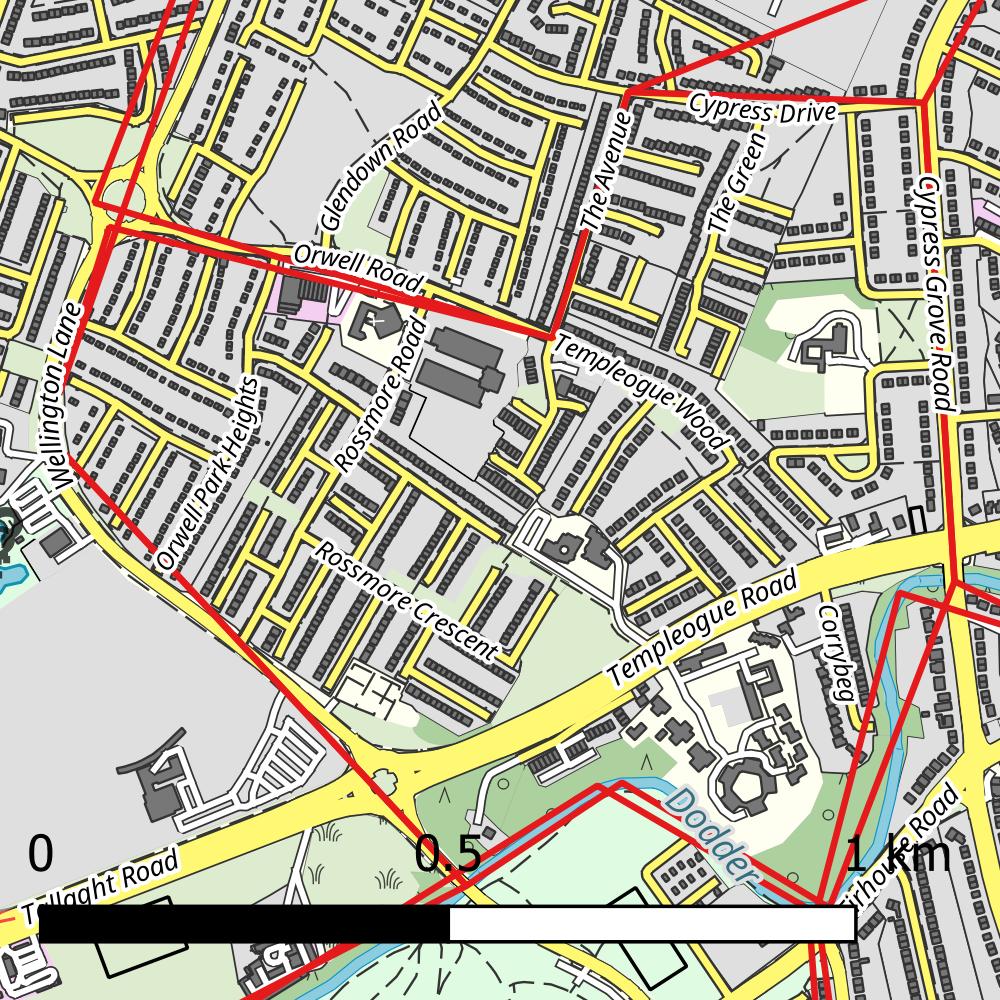 Cypress Drive
Glendown Road
The Avenue
The Green
Cypress Grove Road
Orwell Road
Wellington Lane
Rossmore Road
Templeogue Wood
Orwell Park Heights
Rossmore Crescent
Templeogue Road
Corrybeg
Dodder
0
0.5
1 km
Tallaght Road
irhouse Road